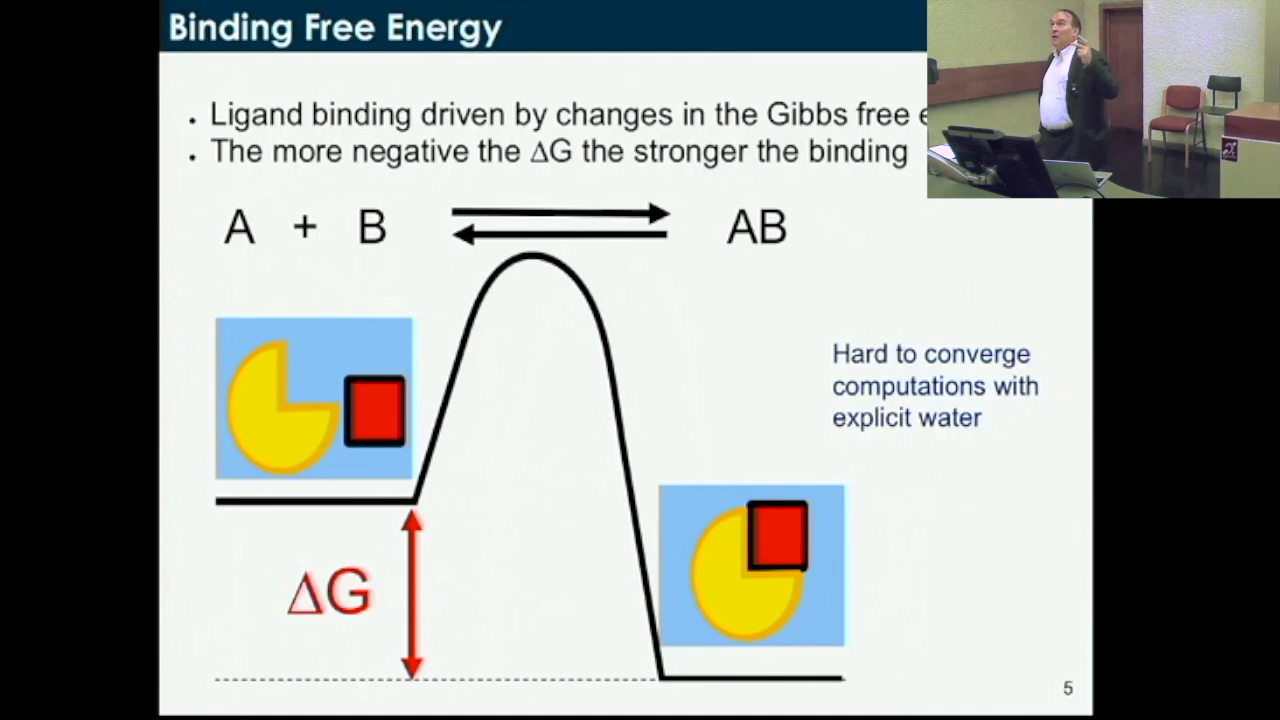 Binding Free Energy
• Ligand binding driven by changes in the Gibbs free
• The more negative the ΔG the stronger the binding
A + B AB
Hard to converge
computations with
explicit water
ΔG
5